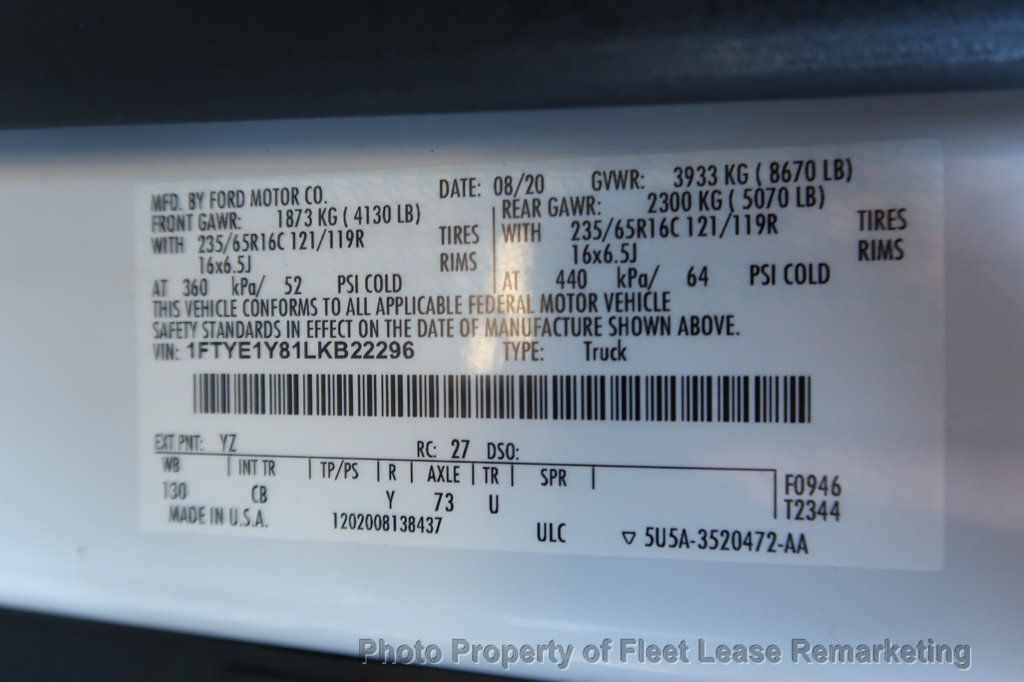 MFD. BY FORD MOTOR CO. DATE: 08/20 GVWR: 3933 KG ( 8670 LB)
FRONT GAWR: 1873 KG ( 4130 LB) REAR GAWR: 2300 KG ( 5070 LB)
WITH 235/65R16C 121/119R TIRES WITH 235/65R16C 121/119R TIRES
16x6.5J RIMS 16x6.5J RIMS
AT 360 kPa/ 52 PSI COLD AT 440 kPa/ 64 PSI COLD
THIS VEHICLE CONFORMS TO ALL APPLICABLE FEDERAL MOTOR VEHICLE
SAFETY STANDARDS IN EFFECT ON THE DATE OF MANUFACTURE SHOWN ABOVE.
VIN: 1FTYE1Y81LKB22296 TYPE: Truck
EXT PNT: YZ RC: 27 DSO:
WB INT TR TP/PS R AXLE TR SPR F0946
130 CB Y 73 U T2344
MADE IN U.S.A. 1202008138437 ULC ▽ 5U5A-3520472-AA
Photo Property of Fleet Lease Remarketing